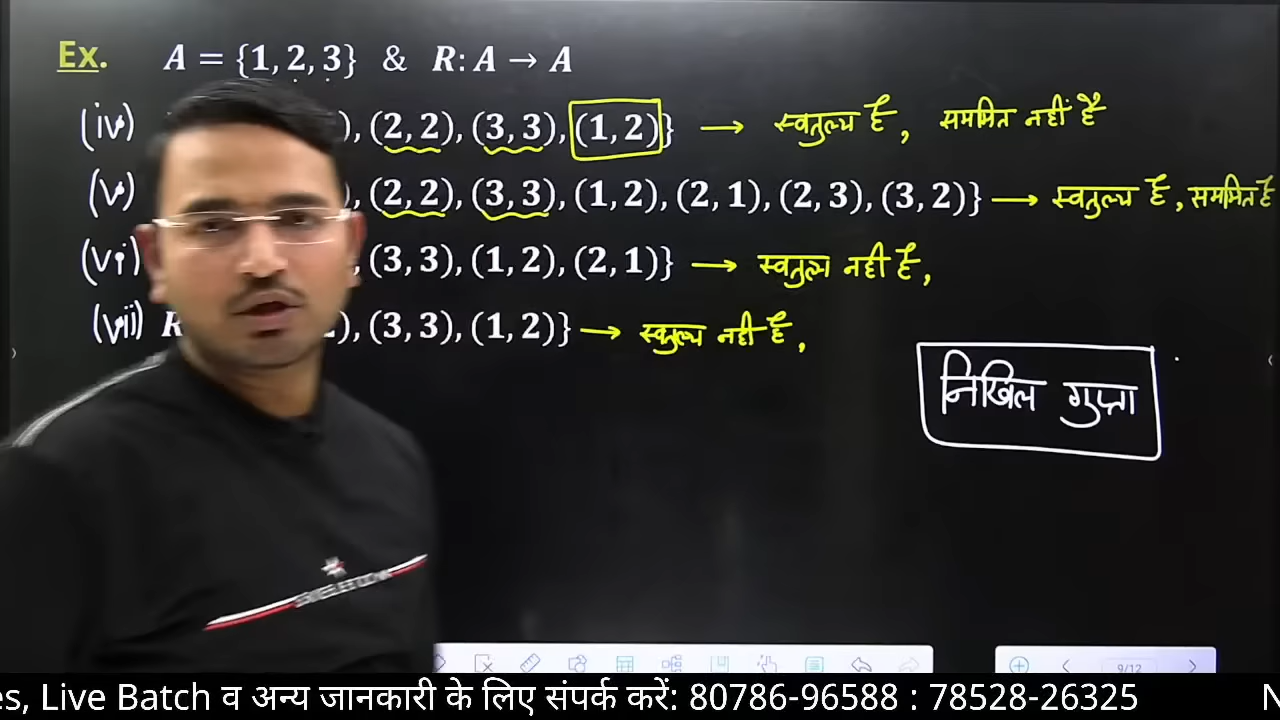 Ex. A = {1, 2, 3} & R: A → A
(iv) ), (2, 2), (3, 3), (1, 2)} → स्वतुल्य है, सममित नहीं है
(v) ), (2, 2), (3, 3), (1, 2), (2, 1), (2, 3), (3, 2)} → स्वतुल्य है, सममित है
(vi) , (3, 3), (1, 2), (2, 1)} → स्वतुल्य नहीं है,
(vii) R ), (3, 3), (1, 2)} → स्वतुल्य नहीं है,
निखिल गुप्ता
9/12
es, Live Batch व अन्य जानकारी के लिए संपर्क करें: 80786-96588 : 78528-26325 N